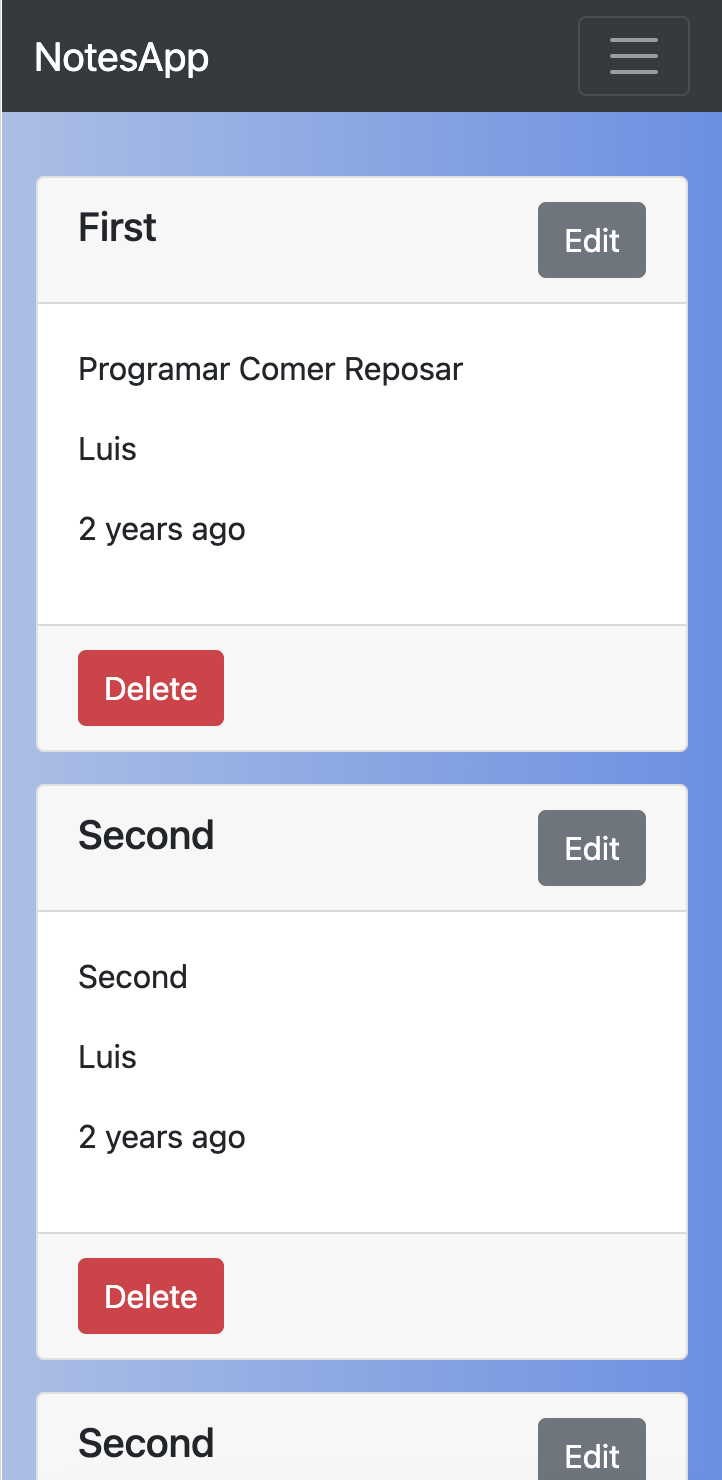 NotesApp
First
Edit
Programar Comer Reposar
Luis
2 years ago
Delete
Second
Edit
Second
Luis
2 years ago
Delete
Second
Edit